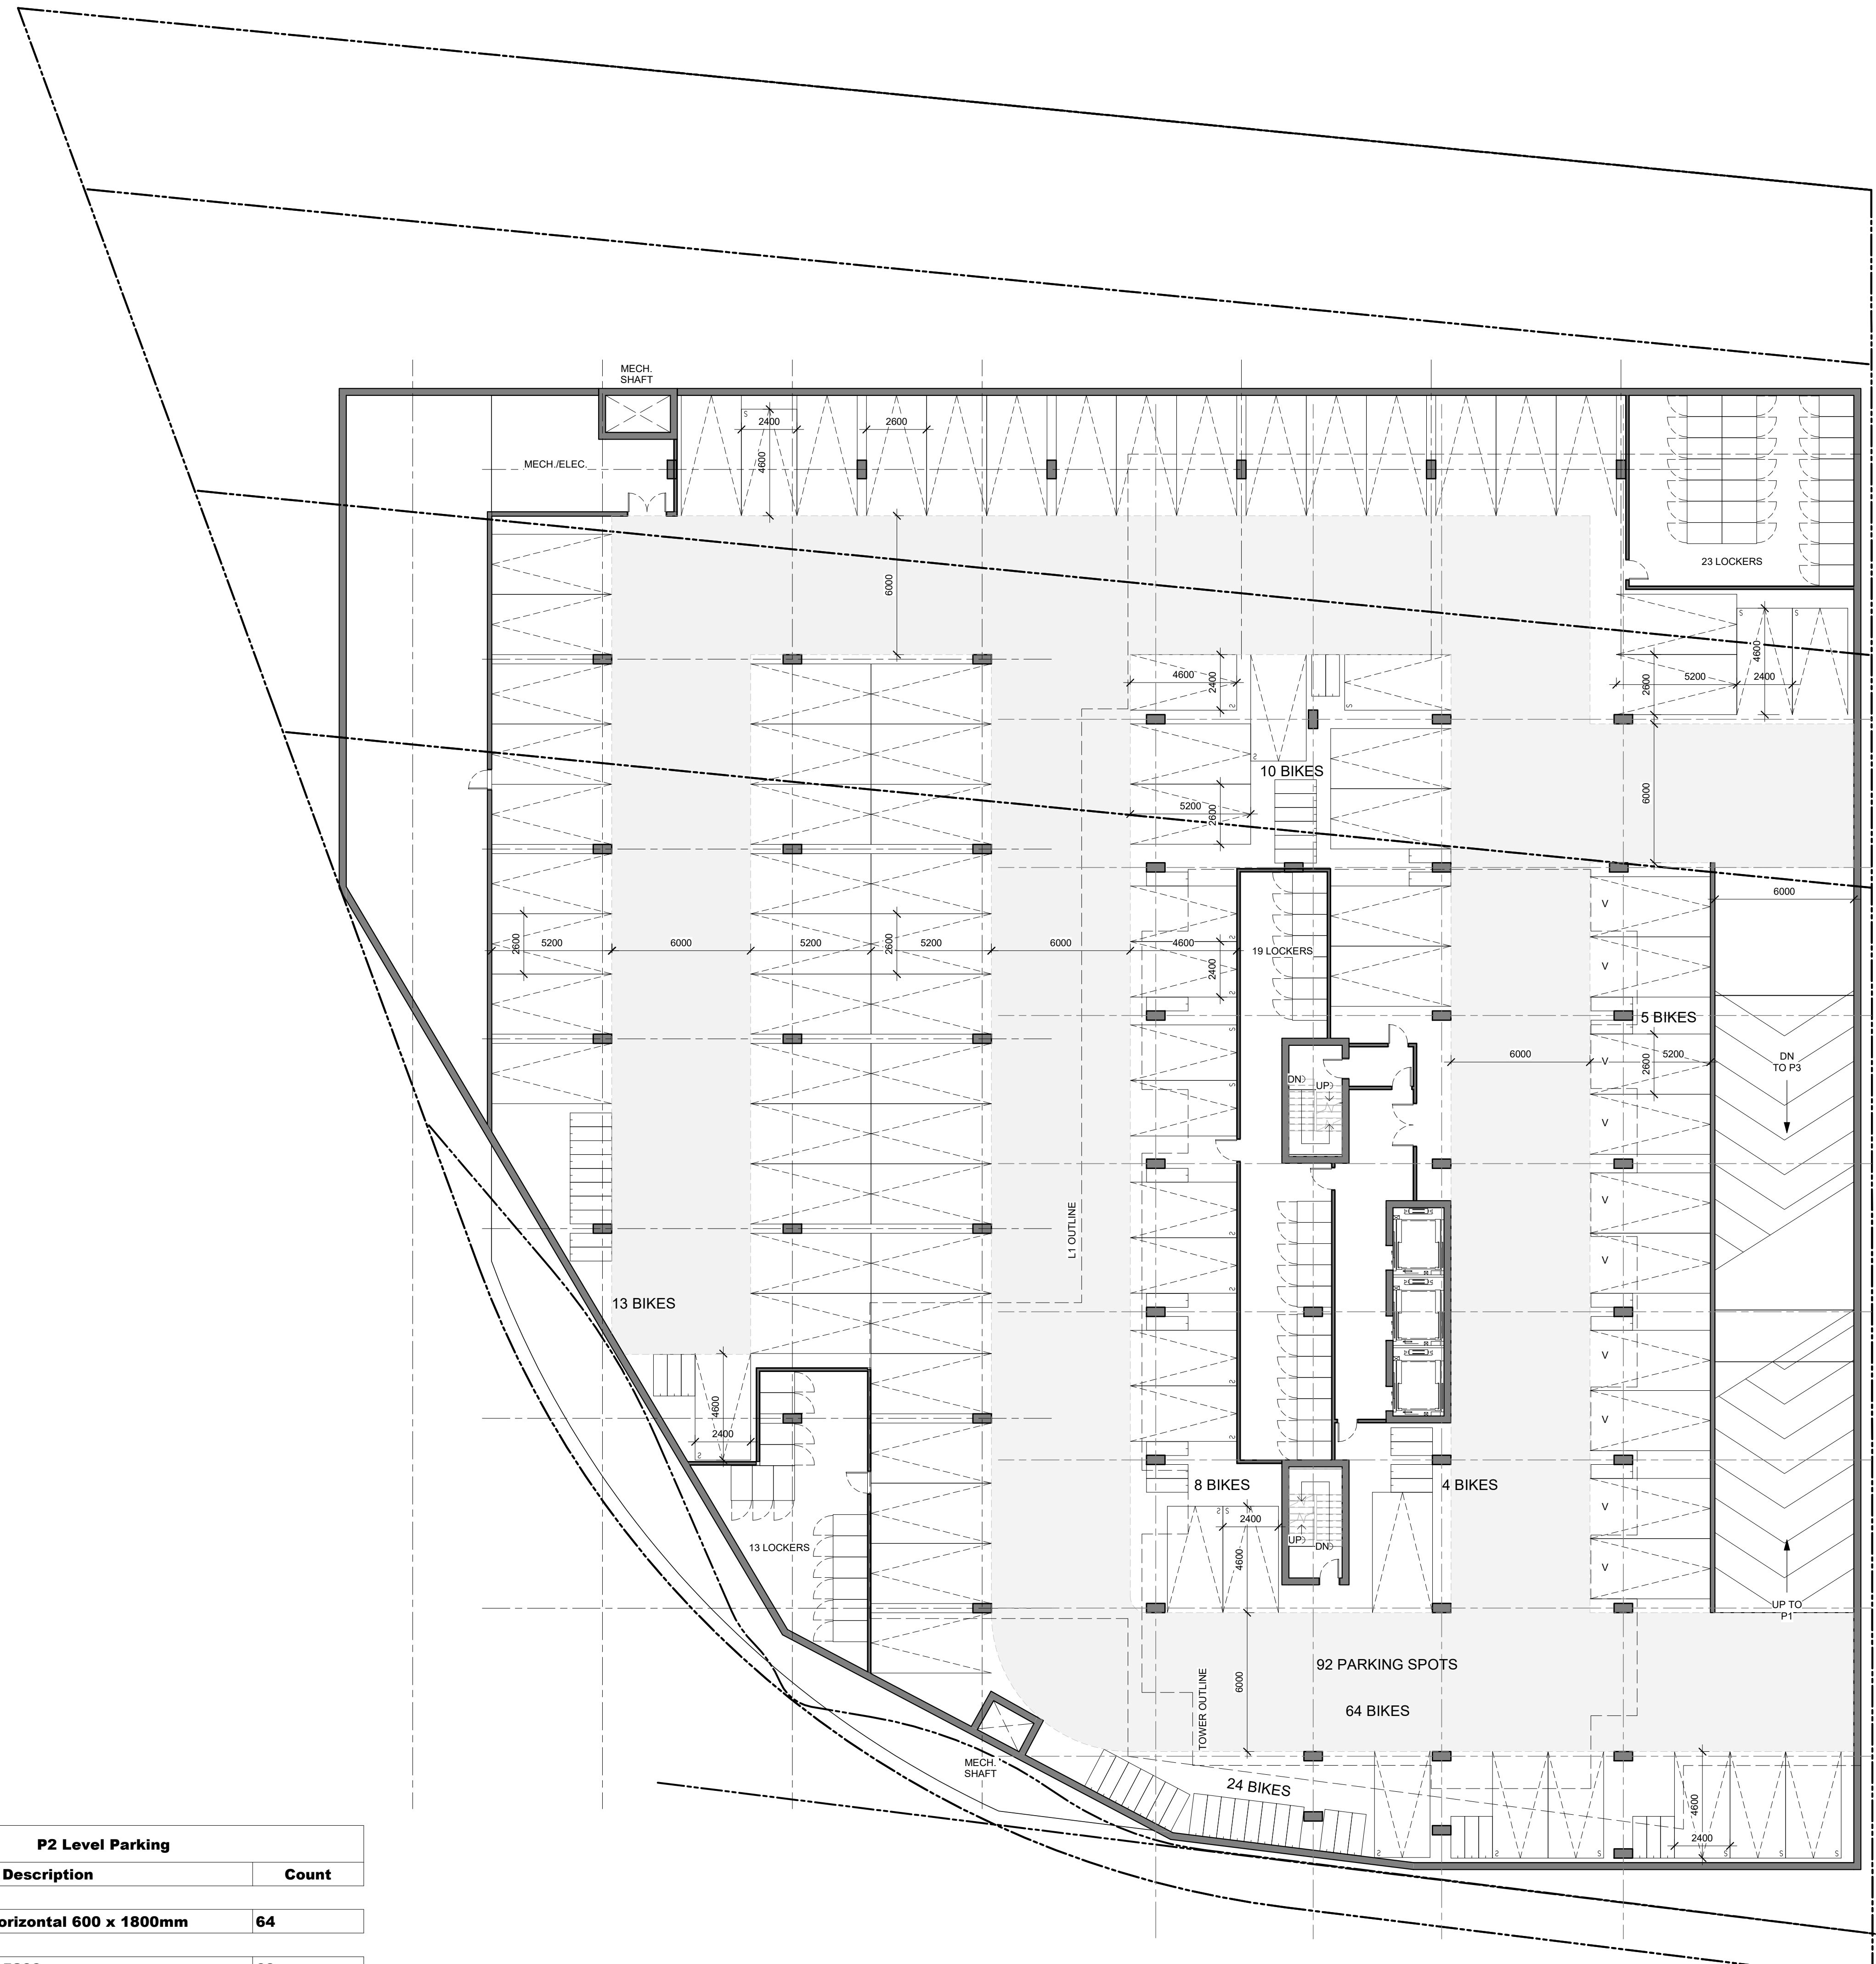 MECH.
SHAFT
MECH./ELEC.
S
2400
2600
4600
23 LOCKERS
6000
4600
2400
S
S
S
4600
5200
2400
2600
10 BIKES
5200
2600
6000
6000
V
2600
5200
6000
5200
5200
2600
6000
4600
2400
19 LOCKERS
V
5 BIKES
6000
V
5200
2600
DN
TO P3
DN
UP
V
V
L1 OUTLINE
V
13 BIKES
V
V
4600
2400
8 BIKES
4 BIKES
V
S
2400
4600
UP
DN
13 LOCKERS
V
UP TO
P1
92 PARKING SPOTS
6000
TOWER OUTLINE
64 BIKES
MECH.
SHAFT
24 BIKES
4600
2400
S
S
S
P2 Level Parking
Description
Count
orizontal 600 x 1800mm
64